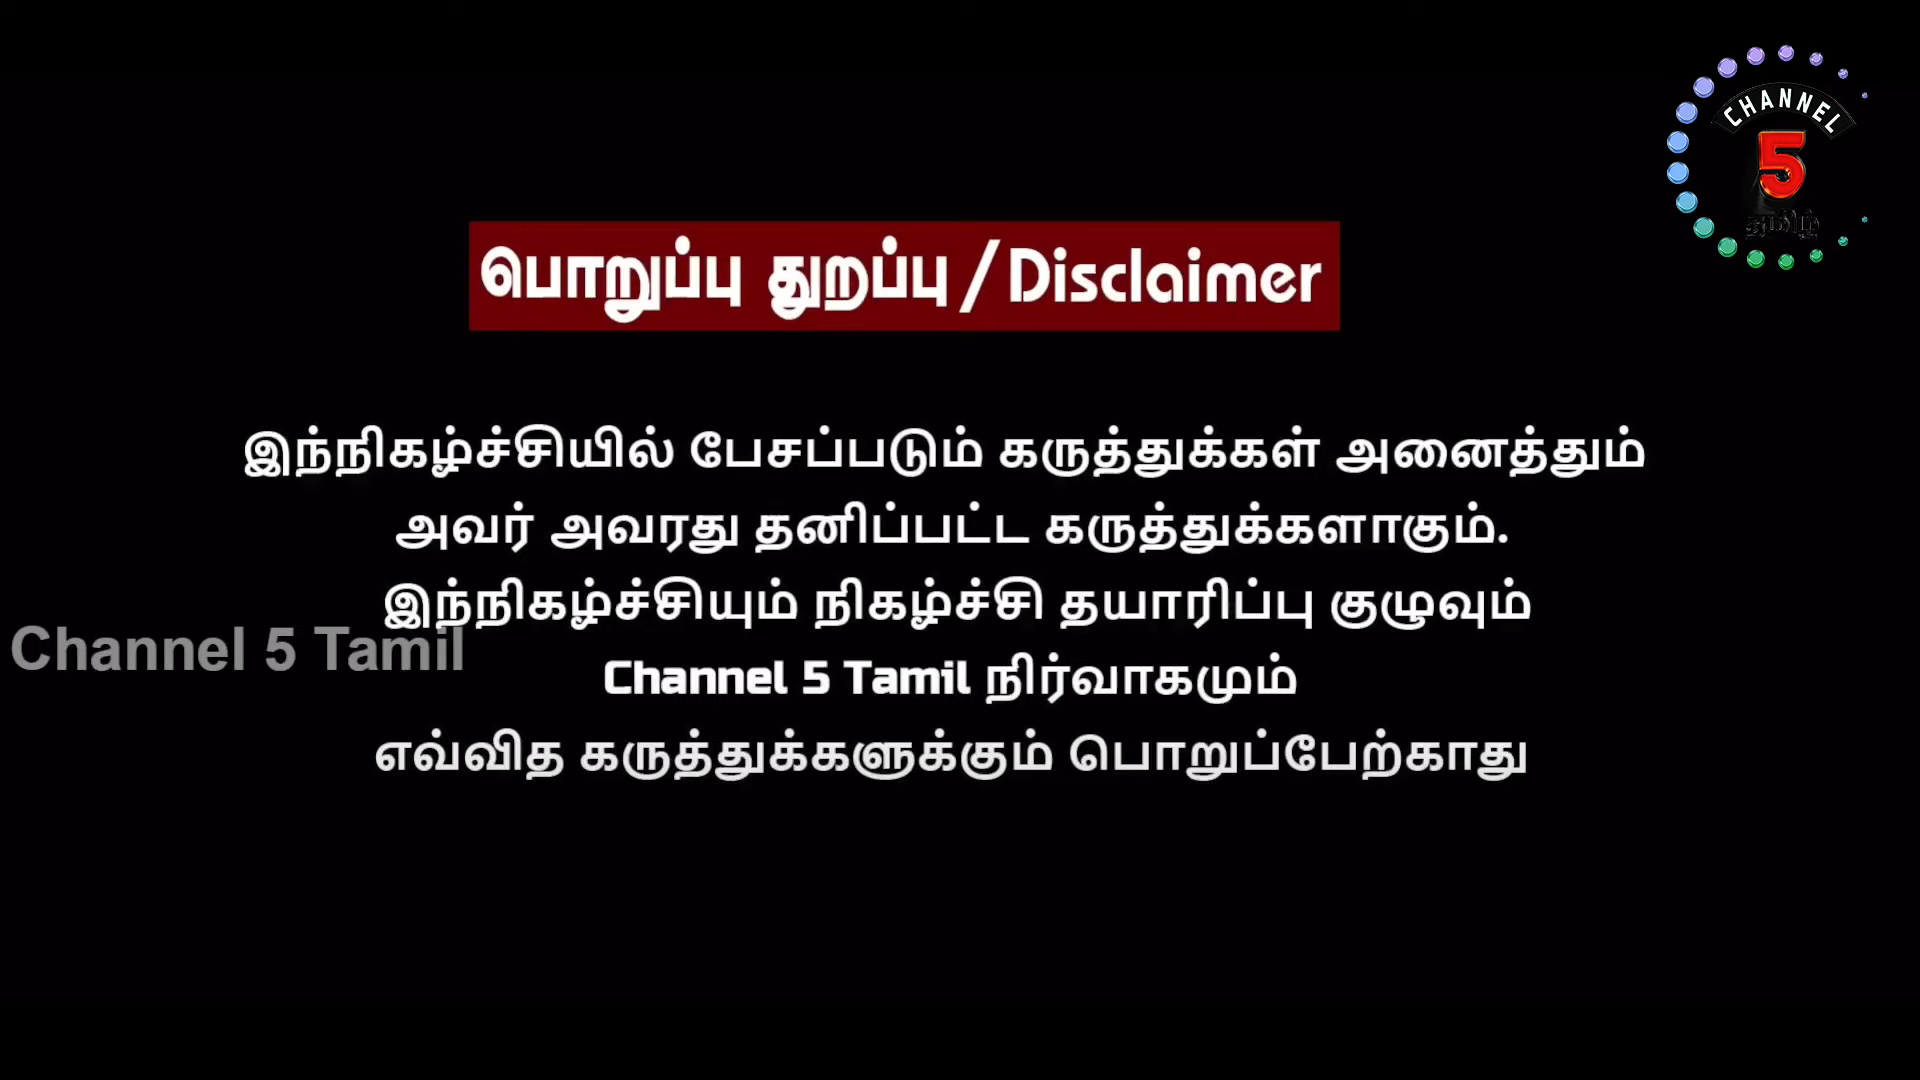 CHANNEL
5
தமிழ்
பொறுப்பு துறப்பு / Disclaimer
இந்நிகழ்ச்சியில் பேசப்படும் கருத்துக்கள் அனைத்தும்
அவர் அவரது தனிப்பட்ட கருத்துக்களாகும்.
இந்நிகழ்ச்சியும் நிகழ்ச்சி தயாரிப்பு குழுவும்
Channel 5 Tamil
Channel 5 Tamil நிர்வாகமும்
எவ்வித கருத்துக்களுக்கும் பொறுப்பேற்காது